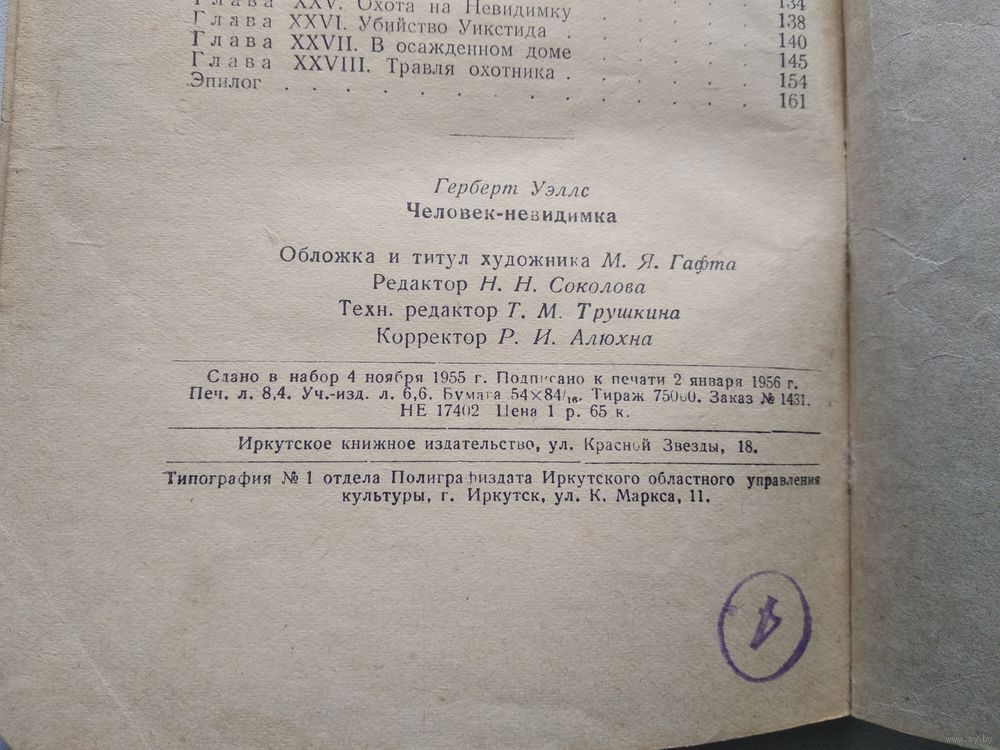 Глава XXV. Охота на Невидимку . . . . 134
Глава XXVI. Убийство Уикстида . . . . 138
Глава XXVII. В осажденном доме . . . . 140
Глава XXVIII. Травля охотника . . . . 145
Эпилог . . . . . . . . . . . . 154
161
Герберт Уэллс
Человек-невидимка
Обложка и титул художника М. Я. Гафта
Редактор Н. Н. Соколова
Техн. редактор Т. М. Трушкина
Корректор Р. И. Алюхна
Сдано в набор 4 ноября 1955 г. Подписано к печати 2 января 1956 г.
Печ. л. 8,4. Уч.-изд. л. 6,6. Бумага 54×84/16. Тираж 75000. Заказ № 1431.
НЕ 17402 Цена 1 р. 65 к.
Иркутское книжное издательство, ул. Красной Звезды, 18.
Типография № 1 отдела Полиграфиздата Иркутского областного управления
культуры, г. Иркутск, ул. К. Маркса, 11.
4
www.ay.by